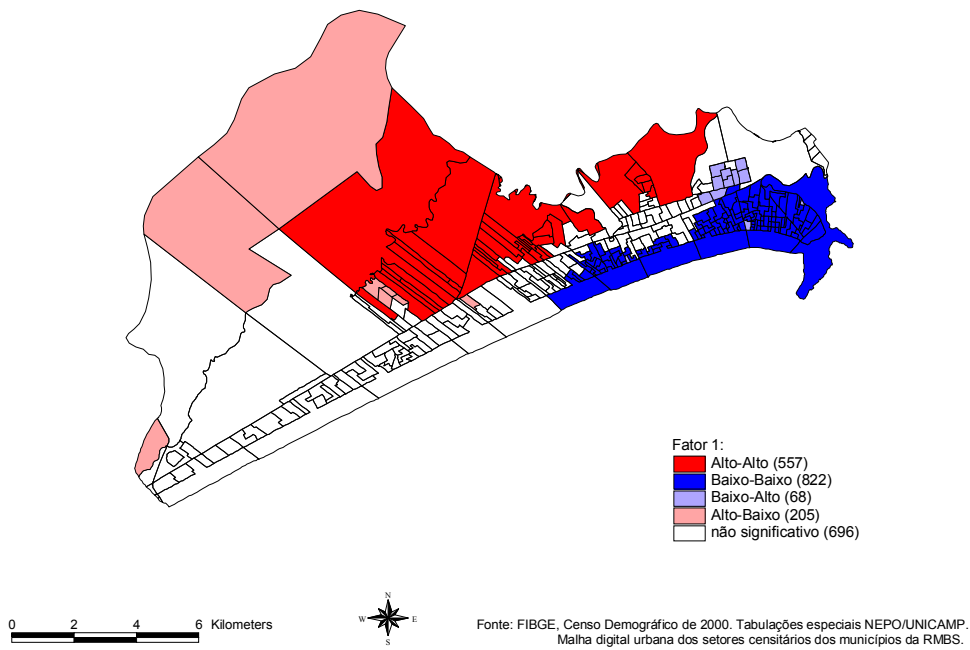 Fator 1:
Alto-Alto (557)
Baixo-Baixo (822)
Baixo-Alto (68)
Alto-Baixo (205)
não significativo (696)
0 2 4 6 Kilometers
N
W E
S
Fonte: FIBGE, Censo Demográfico de 2000. Tabulações especiais NEPO/UNICAMP.
Malha digital urbana dos setores censitários dos municípios da RMBS.